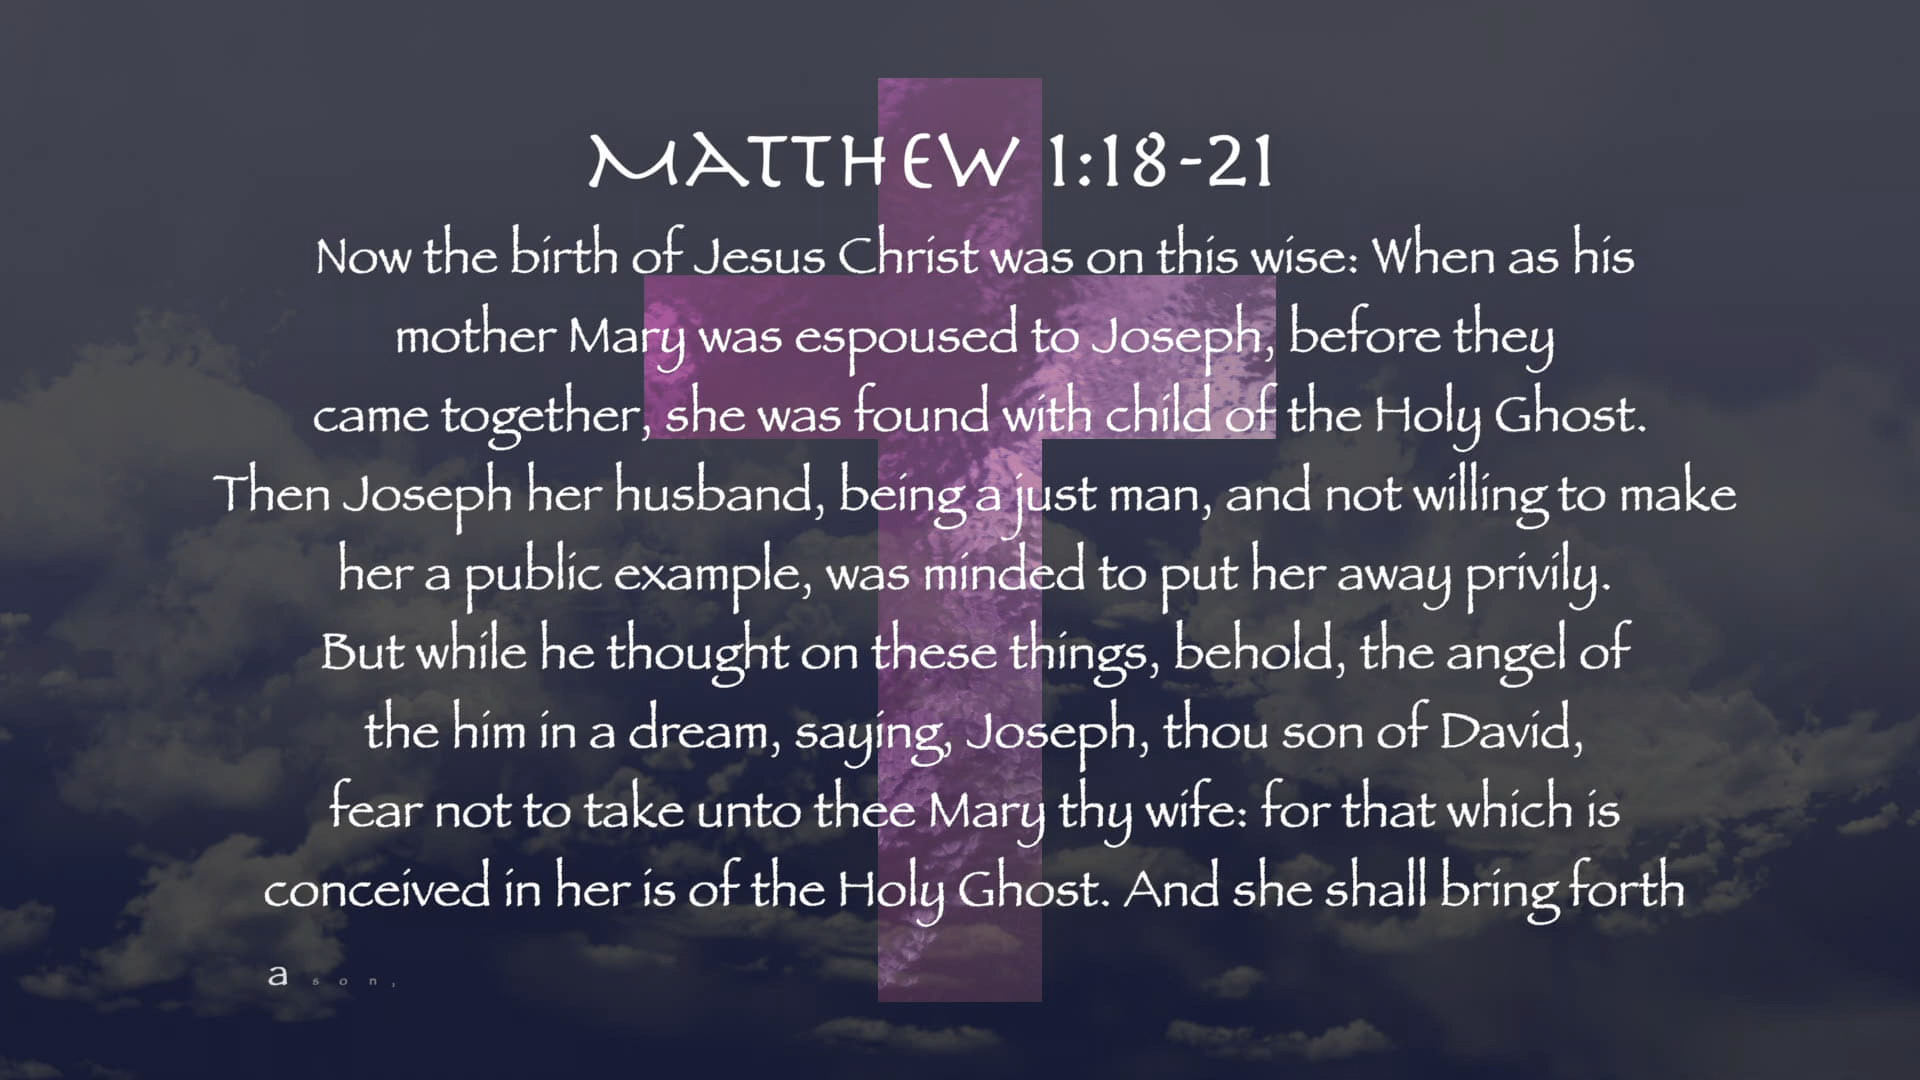 MATTHEW 1:18-21
Now the birth of Jesus Christ was on this wise: When as his
mother Mary was espoused to Joseph, before they
came together, she was found with child of the Holy Ghost.
Then Joseph her husband, being a just man, and not willing to make
her a public example, was minded to put her away privily.
But while he thought on these things, behold, the angel of
the him in a dream, saying, Joseph, thou son of David,
fear not to take unto thee Mary thy wife: for that which is
conceived in her is of the Holy Ghost. And she shall bring forth
a son,